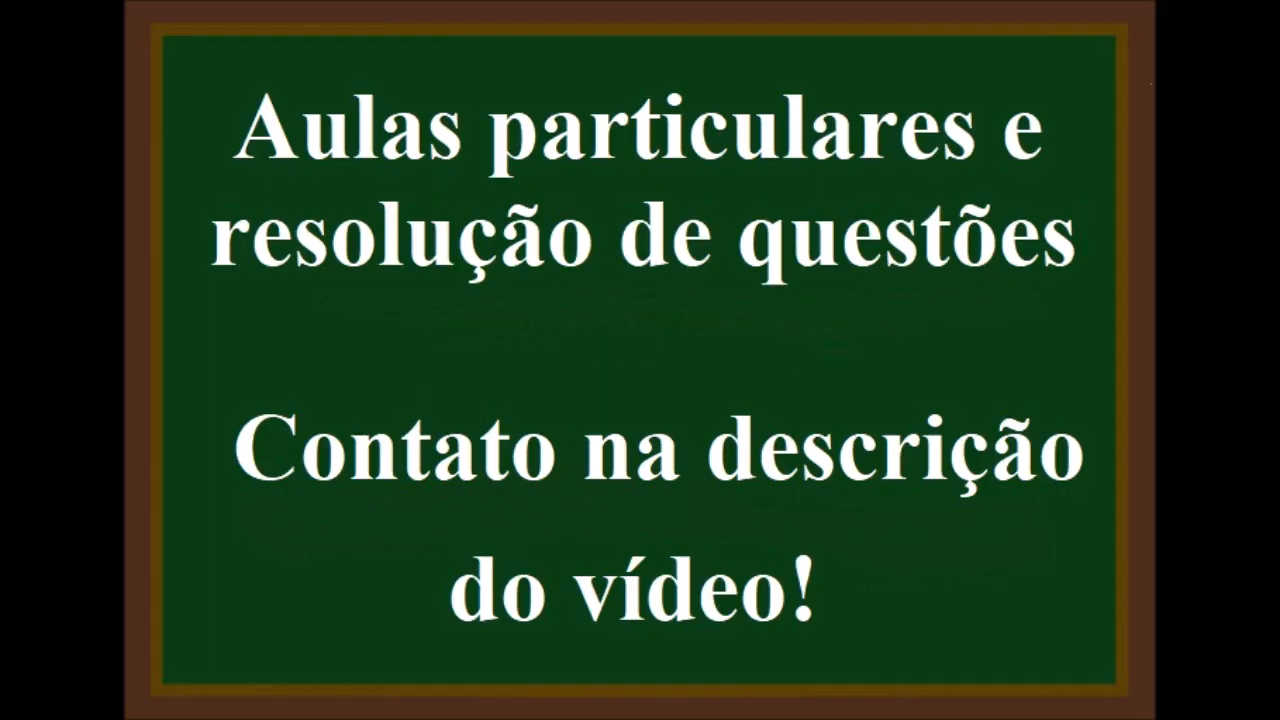 Aulas particulares e
resolução de questões
Contato na descrição
do vídeo!